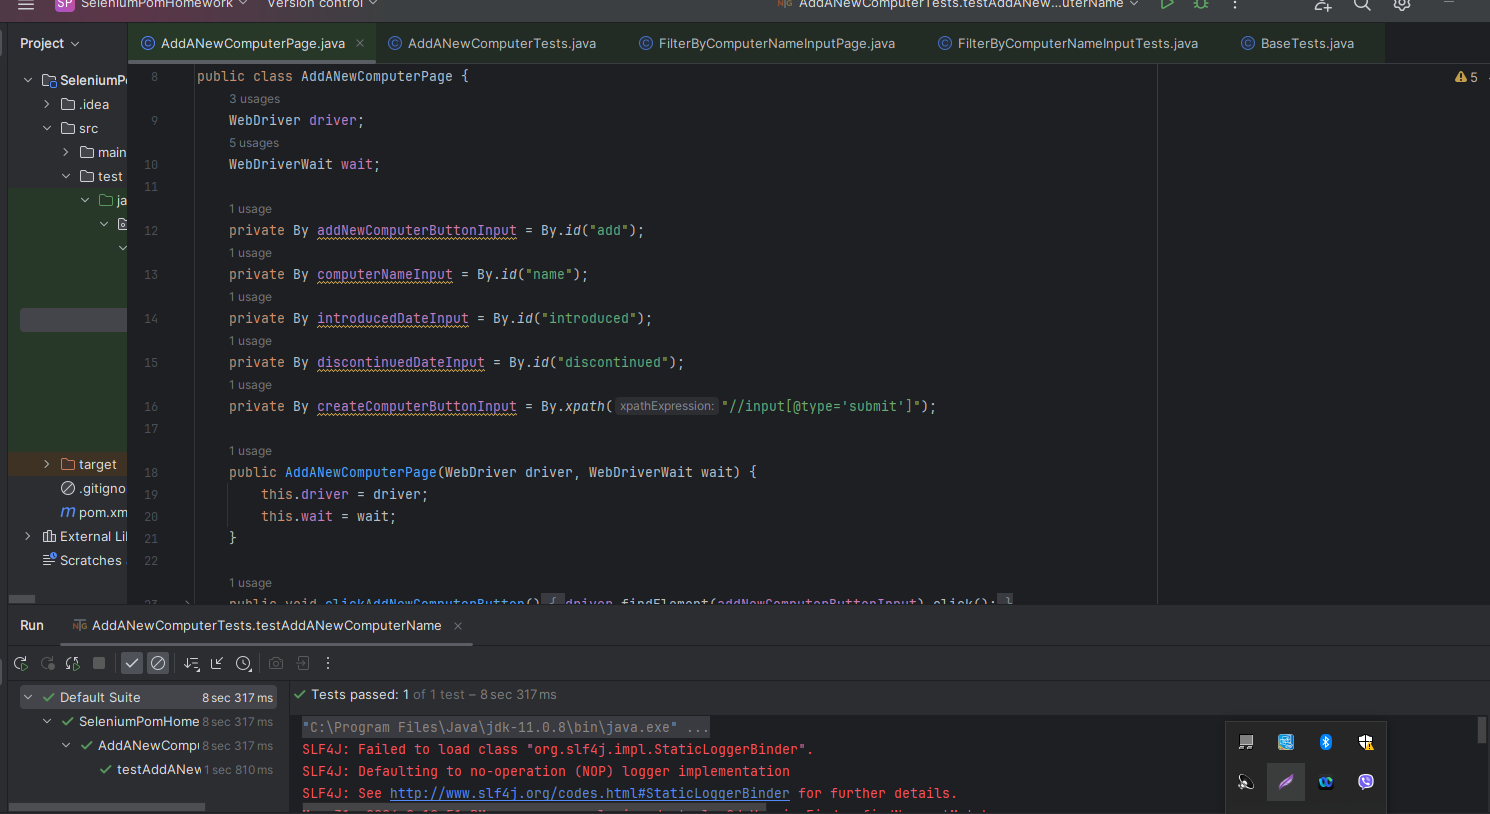 SP SeleniumPomHomework Version control AddANewComputerTests.testAddANew...uterName
Project
AddANewComputerPage.java
AddANewComputerTests.java
FilterByComputerNameInputPage.java
FilterByComputerNameInputTests.java
BaseTests.java
SeleniumP
.idea
src
main
test
ja
target
.gitigno
pom.xm
External Li
Scratches
5
8 public class AddANewComputerPage {
3 usages
9 WebDriver driver;
5 usages
10 WebDriverWait wait;
11
1 usage
12 private By addNewComputerButtonInput = By.id("add");
1 usage
13 private By computerNameInput = By.id("name");
1 usage
14 private By introducedDateInput = By.id("introduced");
1 usage
15 private By discontinuedDateInput = By.id("discontinued");
1 usage
16 private By createComputerButtonInput = By.xpath( xpathExpression: "//input[@type='submit']");
17
1 usage
18 public AddANewComputerPage(WebDriver driver, WebDriverWait wait) {
19 this.driver = driver;
20 this.wait = wait;
21 }
22
1 usage
23 public void clickAddNewComputerButton() { driver.findElement(addNewComputerButtonInput).click(); }
Run AddANewComputerTests.testAddANewComputerName
Default Suite 8 sec 317 ms
SeleniumPomHome 8 sec 317 ms
AddANewCompu 8 sec 317 ms
testAddANew 1 sec 810 ms
Tests passed: 1 of 1 test – 8 sec 317 ms
"C:\Program Files\Java\jdk-11.0.8\bin\java.exe" ...
SLF4J: Failed to load class "org.slf4j.impl.StaticLoggerBinder".
SLF4J: Defaulting to no-operation (NOP) logger implementation
SLF4J: See http://www.slf4j.org/codes.html#StaticLoggerBinder for further details.